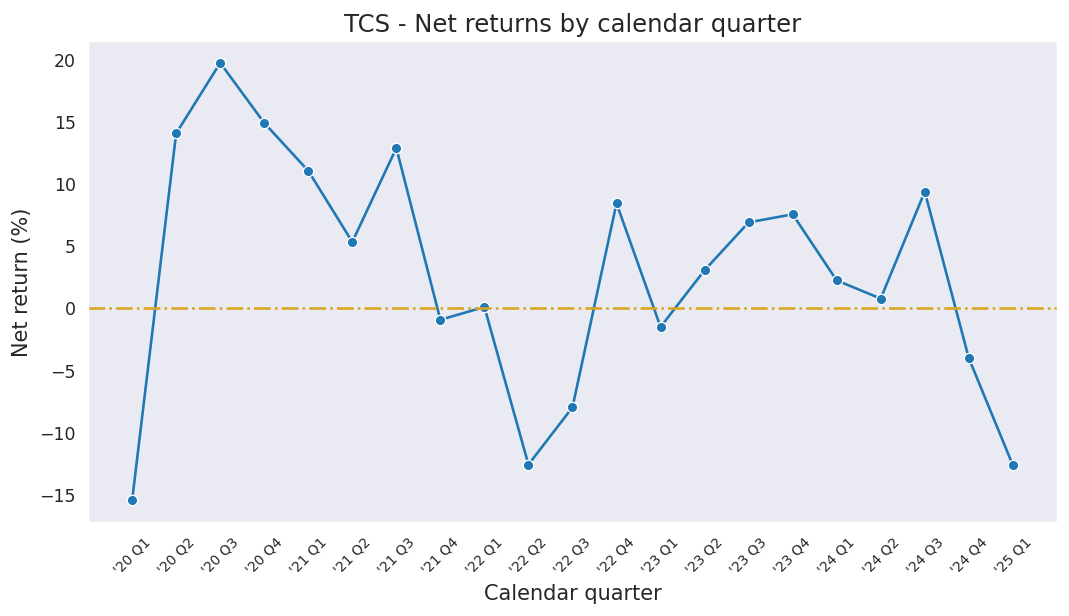 TCS - Net returns by calendar quarter
Net return (%)
20
15
10
5
0
−5
−10
−15
'20 Q1
'20 Q2
'20 Q3
'20 Q4
'21 Q1
'21 Q2
'21 Q3
'21 Q4
'22 Q1
'22 Q2
'22 Q3
'22 Q4
'23 Q1
'23 Q2
'23 Q3
'23 Q4
'24 Q1
'24 Q2
'24 Q3
'24 Q4
'25 Q1
Calendar quarter